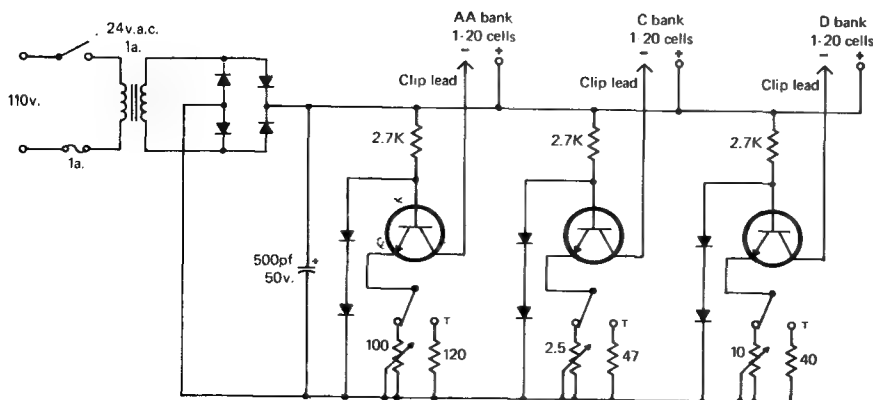 24v.a.c.
1a.
110v.
1a.
AA bank
1-20 cells
- +
Clip lead
C bank
1-20 cells
- +
Clip lead
D bank
1-20 cells
- +
Clip lead
2.7K
2.7K
2.7K
500pf
50v.
+
100
T
120
2.5
T
47
10
T
40